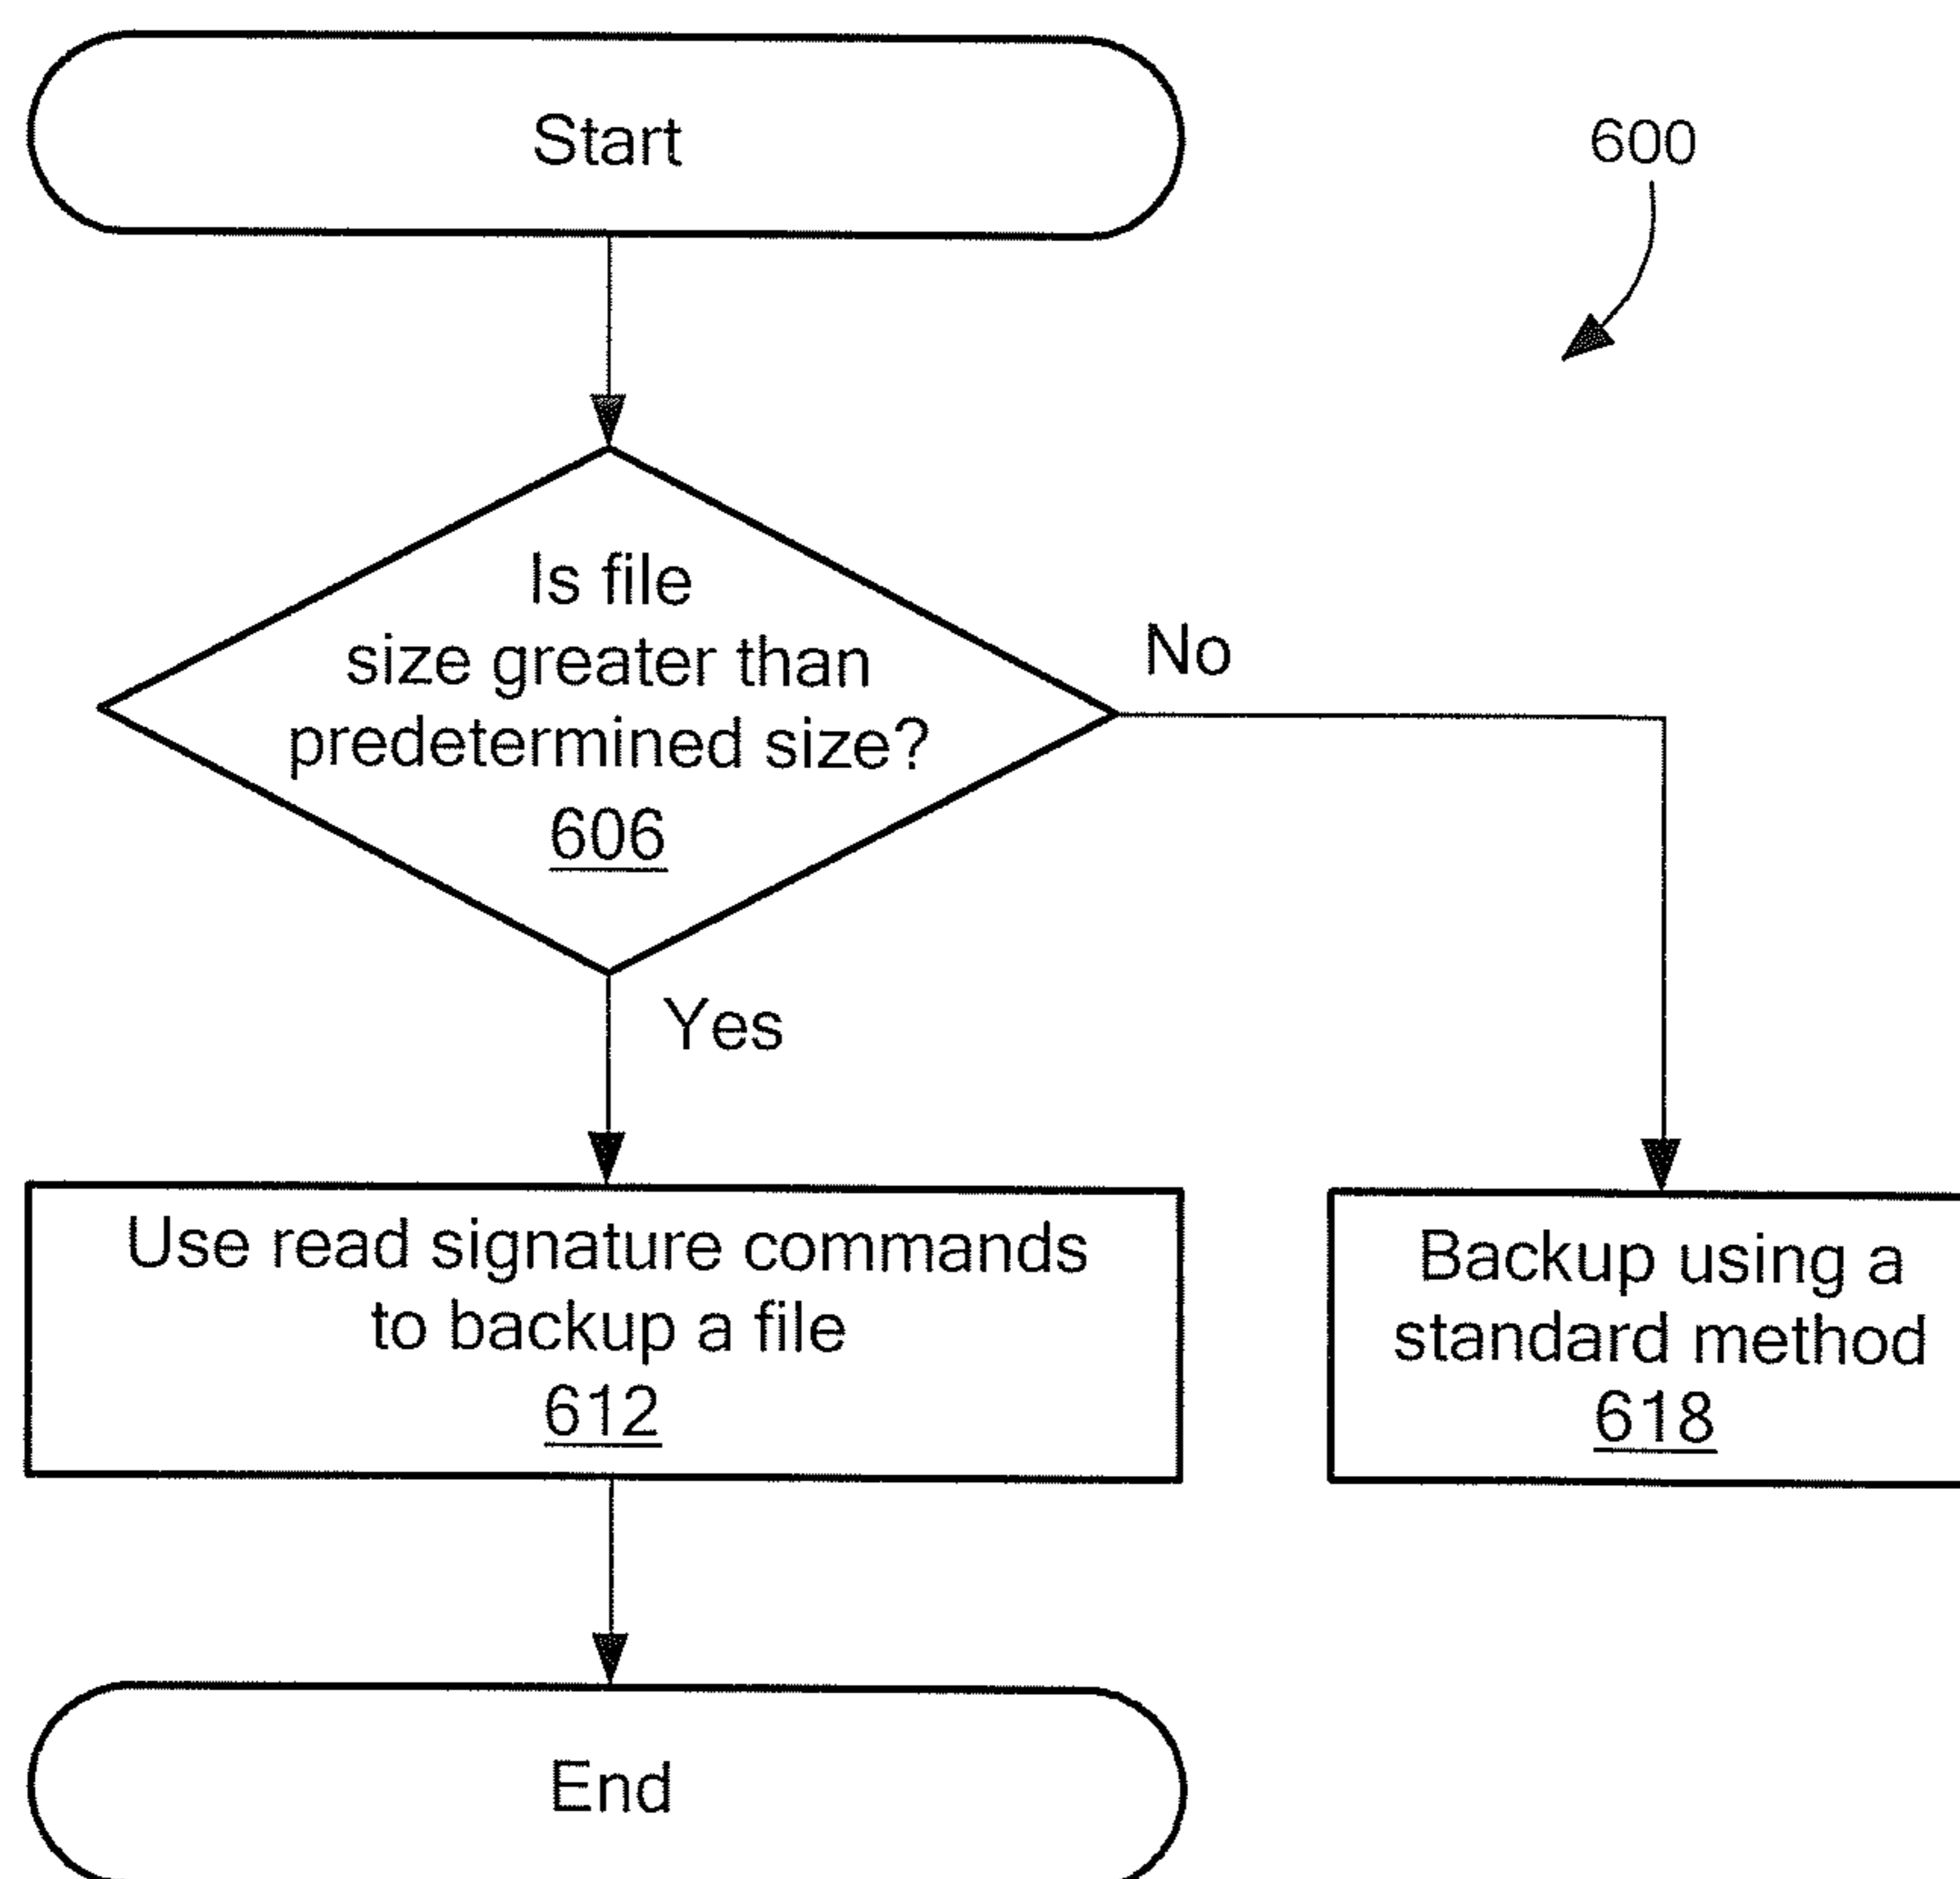 Start
600
Is file
size greater than
predetermined size?
606
No
Yes
Use read signature commands
to backup a file
612
Backup using a
standard method
618
End